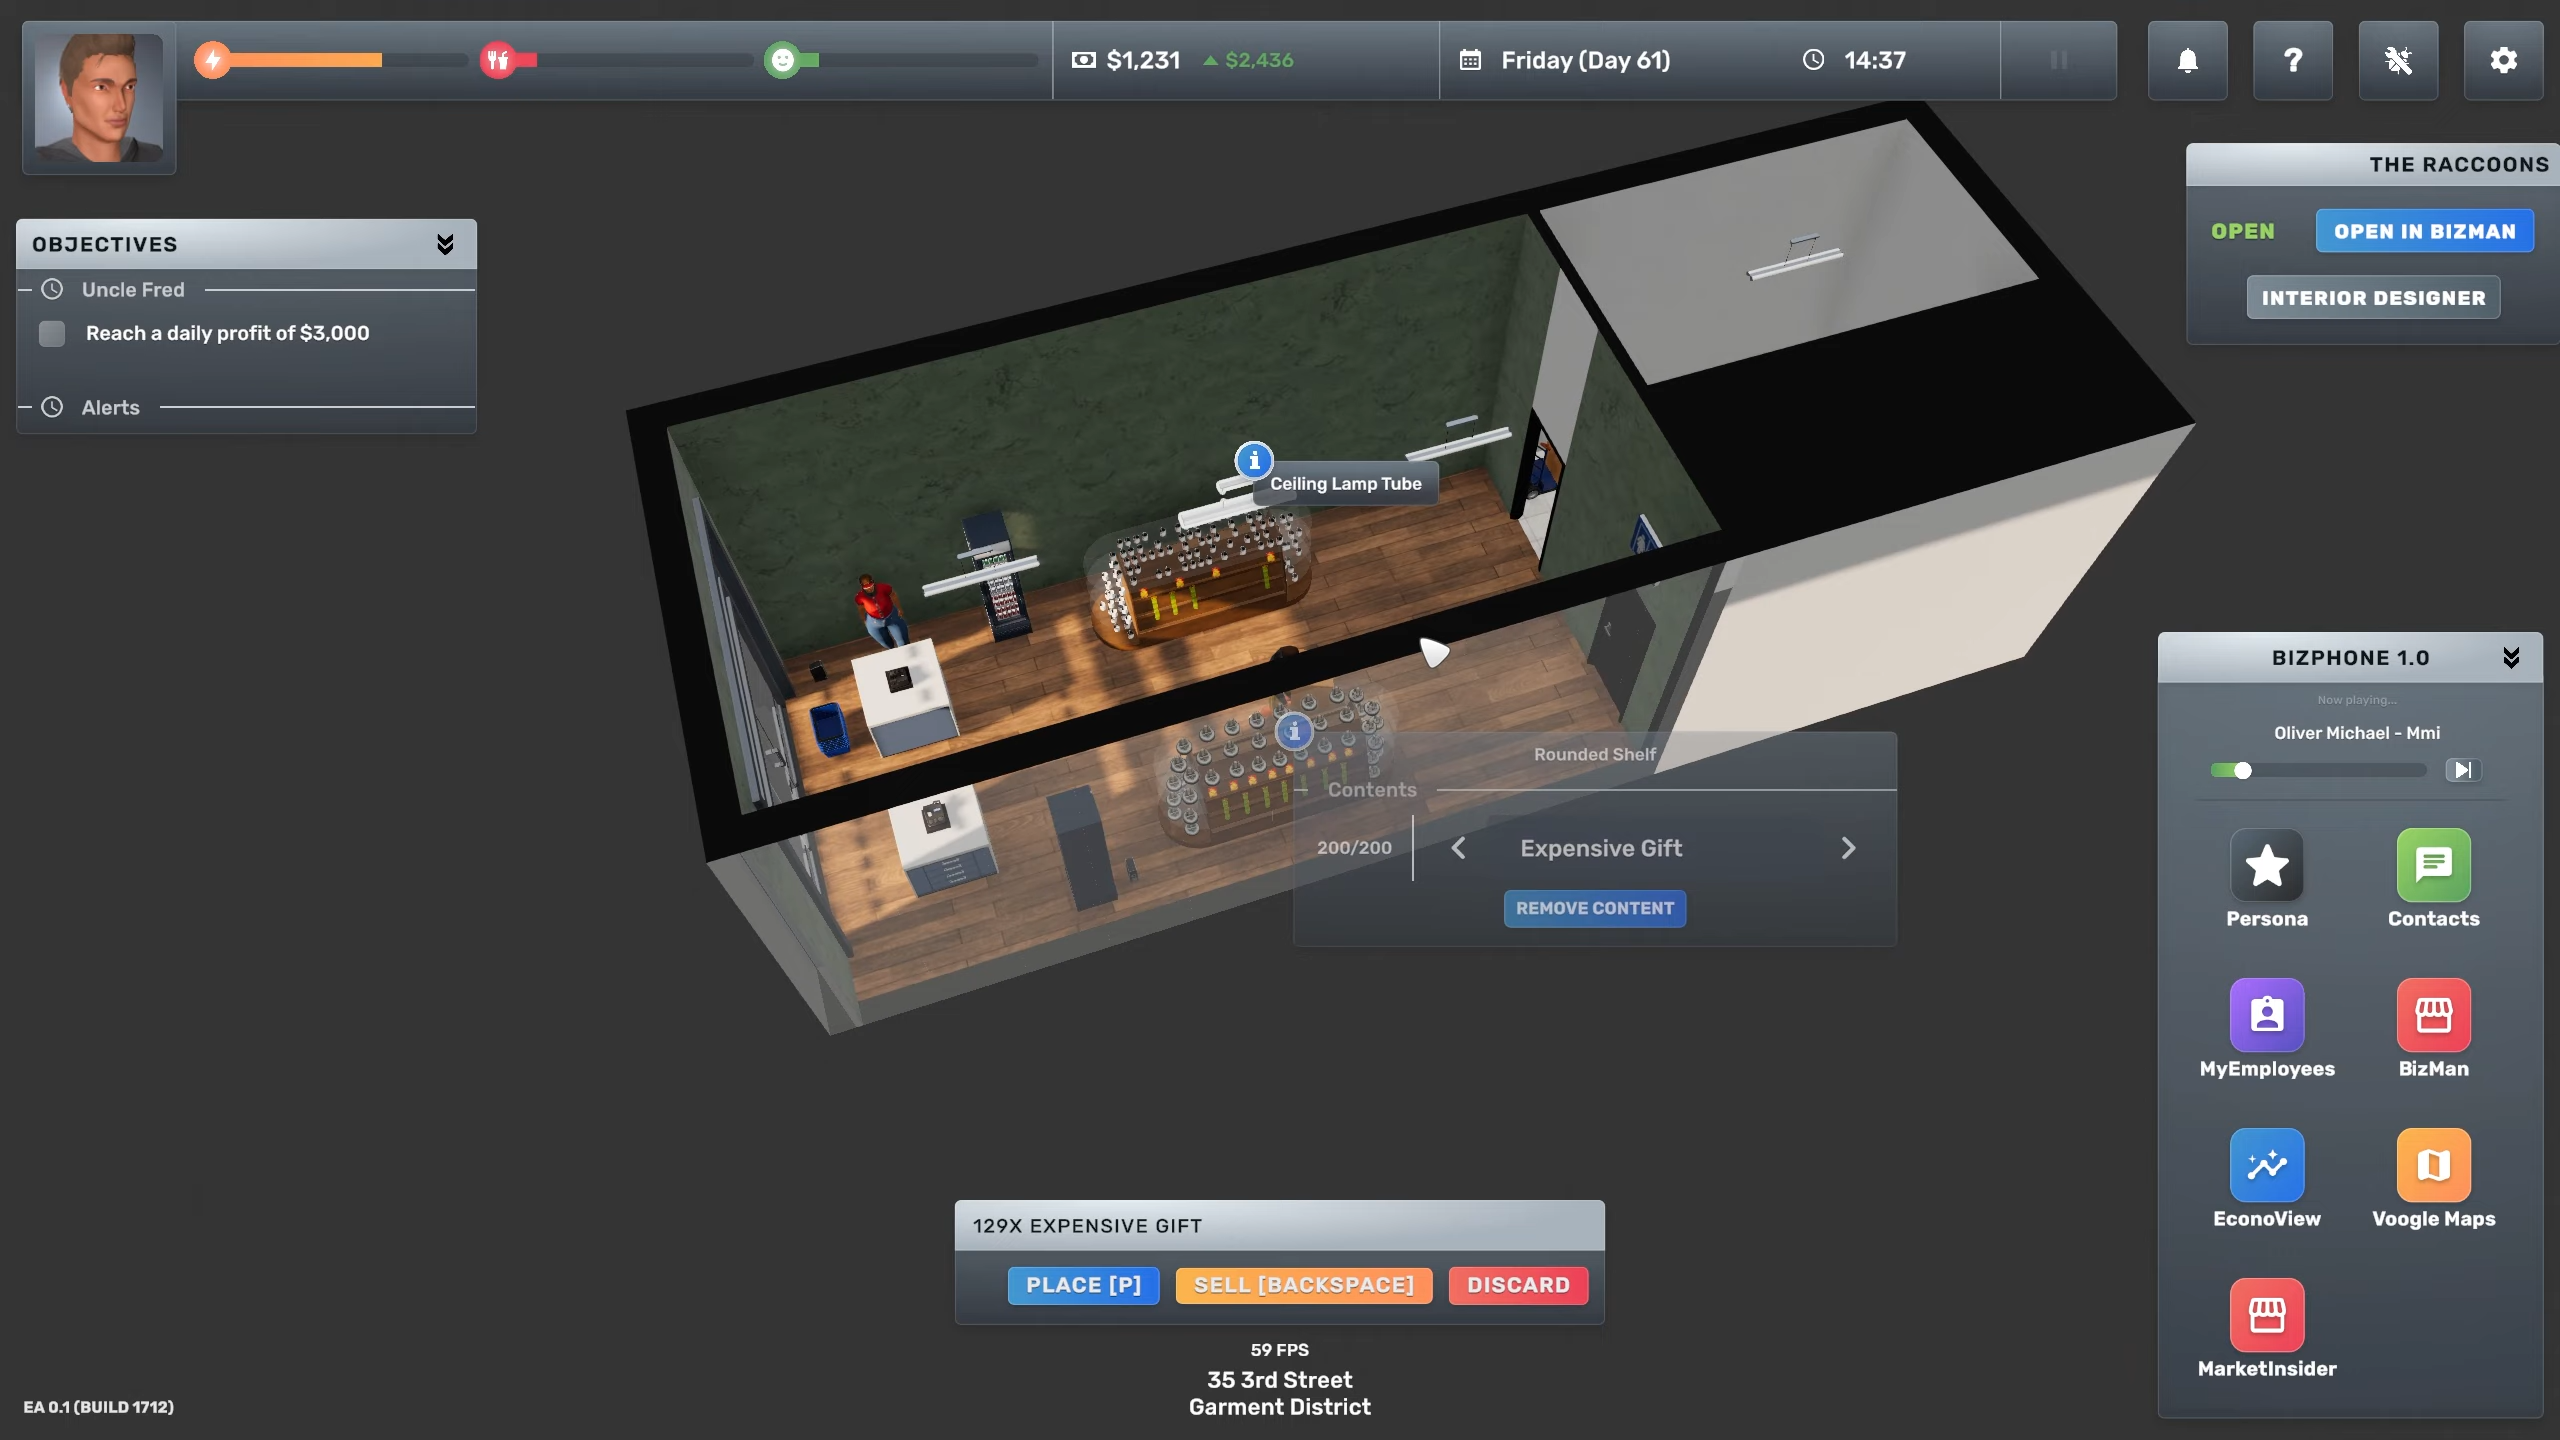 $1,231
$2,436
Friday (Day 61)
14:37
?
OBJECTIVES
Uncle Fred
Reach a daily profit of $3,000
Alerts
THE RACCOONS
OPEN
OPEN IN BIZMAN
INTERIOR DESIGNER
i
Ceiling Lamp Tube
i
Rounded Shelf
Contents
200/200
Expensive Gift
REMOVE CONTENT
BIZPHONE 1.0
Now playing...
Oliver Michael - Mmi
Persona
Contacts
MyEmployees
BizMan
EconoView
Voogle Maps
MarketInsider
129X EXPENSIVE GIFT
PLACE [P]
SELL [BACKSPACE]
DISCARD
59 FPS
35 3rd Street
Garment District
EA 0.1 (BUILD 1712)